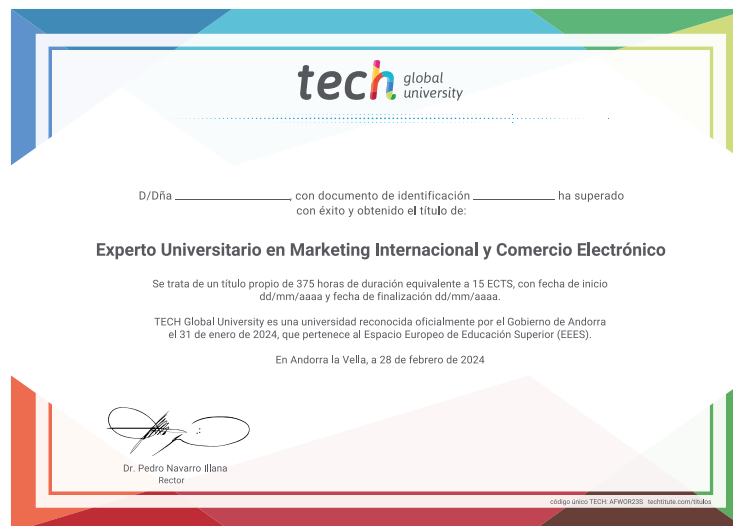 tech global university
D/Dña ____________________, con documento de identificación ______________ ha superado
con éxito y obtenido el título de:
Experto Universitario en Marketing Internacional y Comercio Electrónico
Se trata de un título propio de 375 horas de duración equivalente a 15 ECTS, con fecha de inicio
dd/mm/aaaa y fecha de finalización dd/mm/aaaa.
TECH Global University es una universidad reconocida oficialmente por el Gobierno de Andorra
el 31 de enero de 2024, que pertenece al Espacio Europeo de Educación Superior (EEES).
En Andorra la Vella, a 28 de febrero de 2024
Dr. Pedro Navarro Illana
Rector
código único TECH: AFWOR23S techtitute.com/titulos